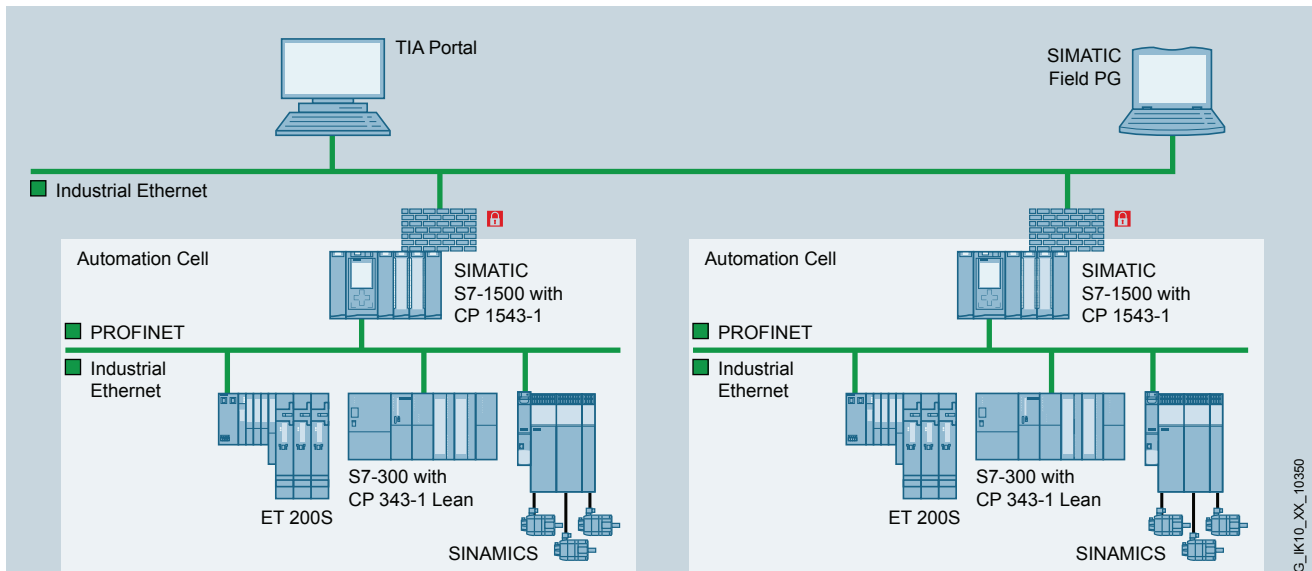 TIA Portal
SIMATIC
Field PG
Industrial Ethernet
Automation Cell
SIMATIC
S7-1500 with
CP 1543-1
PROFINET
Industrial
Ethernet
S7-300 with
CP 343-1 Lean
ET 200S
SINAMICS
Automation Cell
SIMATIC
S7-1500 with
CP 1543-1
PROFINET
Industrial
Ethernet
S7-300 with
CP 343-1 Lean
ET 200S
SINAMICS
G_IK10_XX_10350